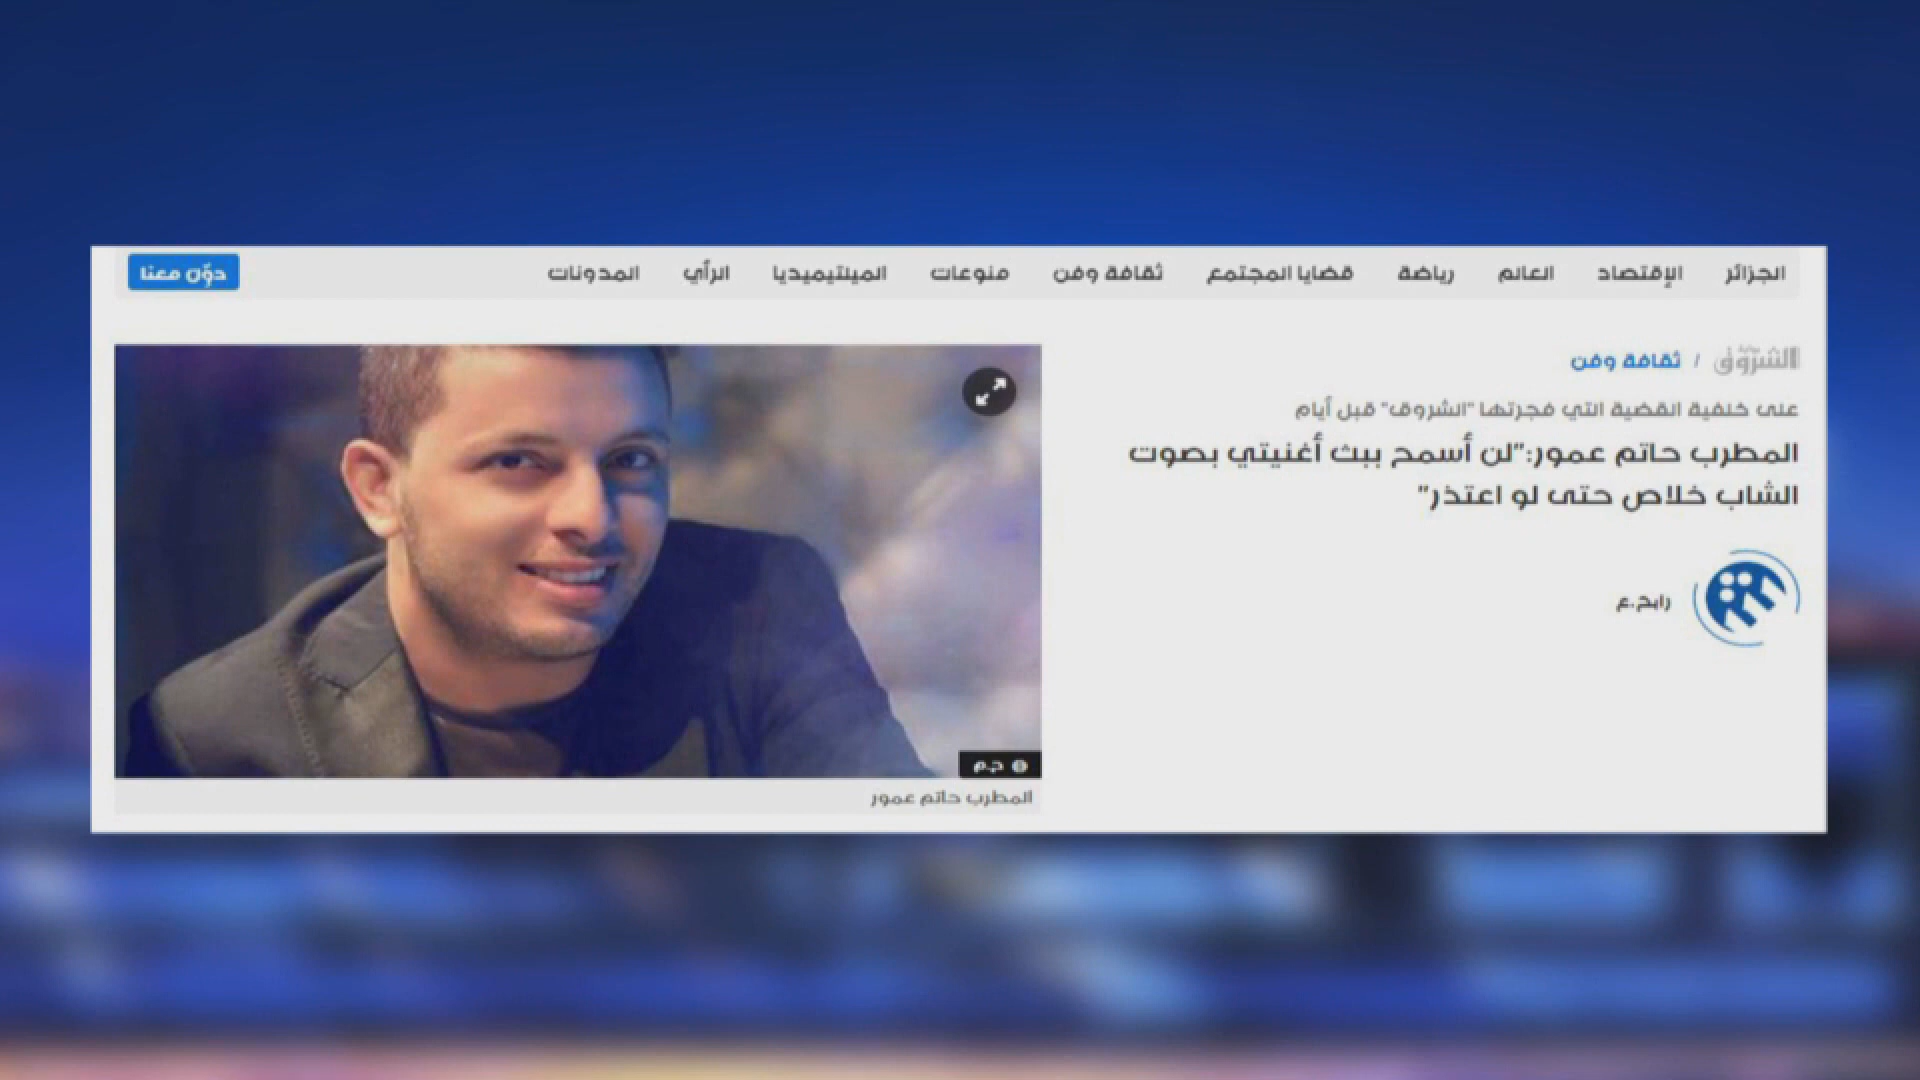 الجزائر الإقتصاد العالم رياضة قضايا المجتمع ثقافة وفن منوعات الميلتيميديا الرأي المدونات دوّن معنا
الشروق / ثقافة وفن
على خلفية القضية التي فجرتها "الشروق" قبل أيام
المطرب حاتم عمور:"لن أسمح ببث أغنيتي بصوت
الشاب خلاص حتى لو اعتذر"
رابح.ع
ح.م
المطرب حاتم عمور